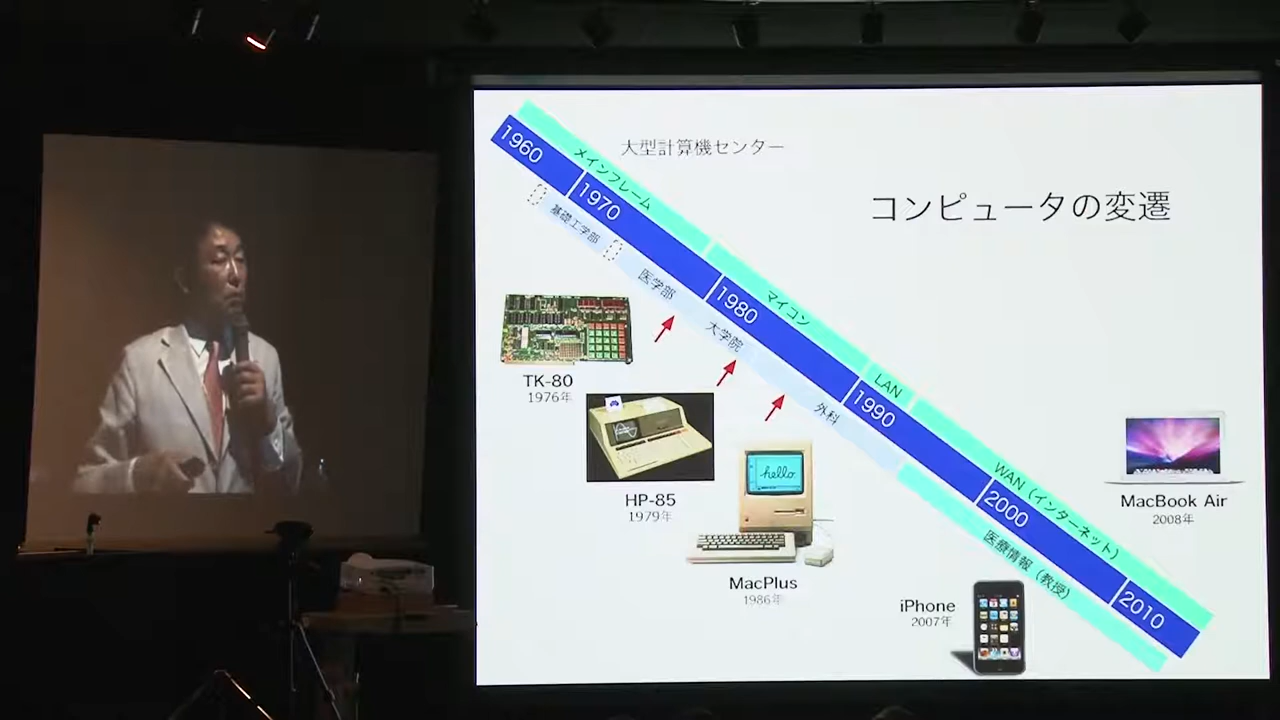 コンピュータの変遷
大型計算機センター
1960
1970
1980
1990
2000
2010
メインフレーム
マイコン
LAN
WAN（インターネット）
基礎工学部
医学部
大学院
外科
医療情報（教授）
TK-80
1976年
HP-85
1979年
hello.
MacPlus
1986年
iPhone
2007年
MacBook Air
2008年